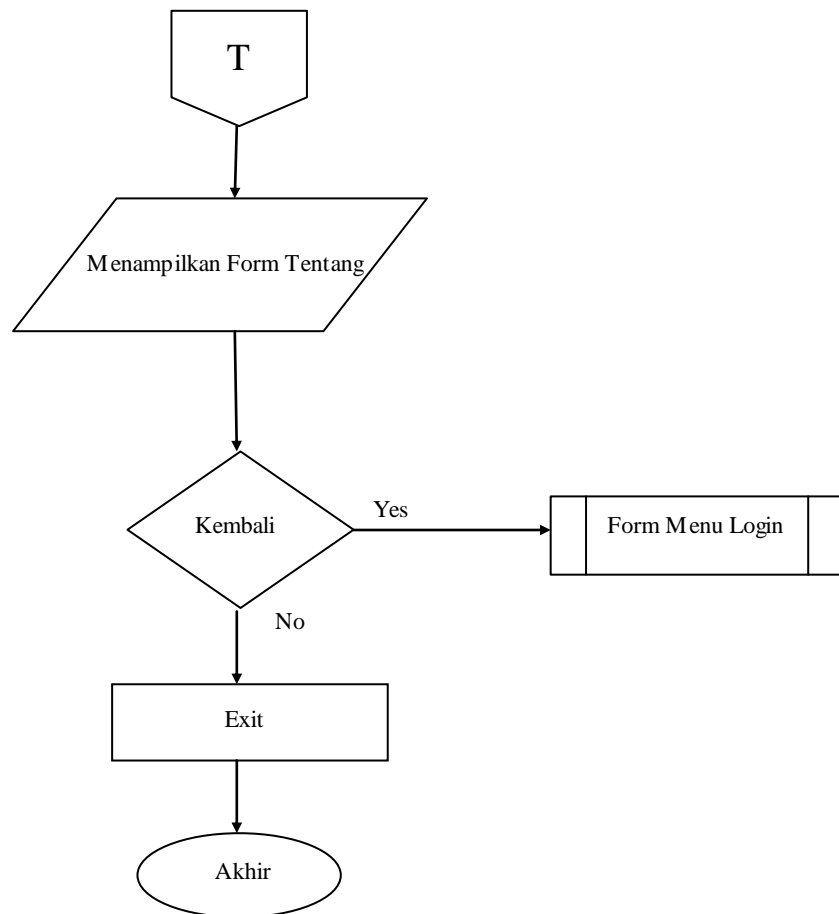 T
Menampilkan Form Tentang
Kembali
Yes
Form Menu Login
No
Exit
Akhir